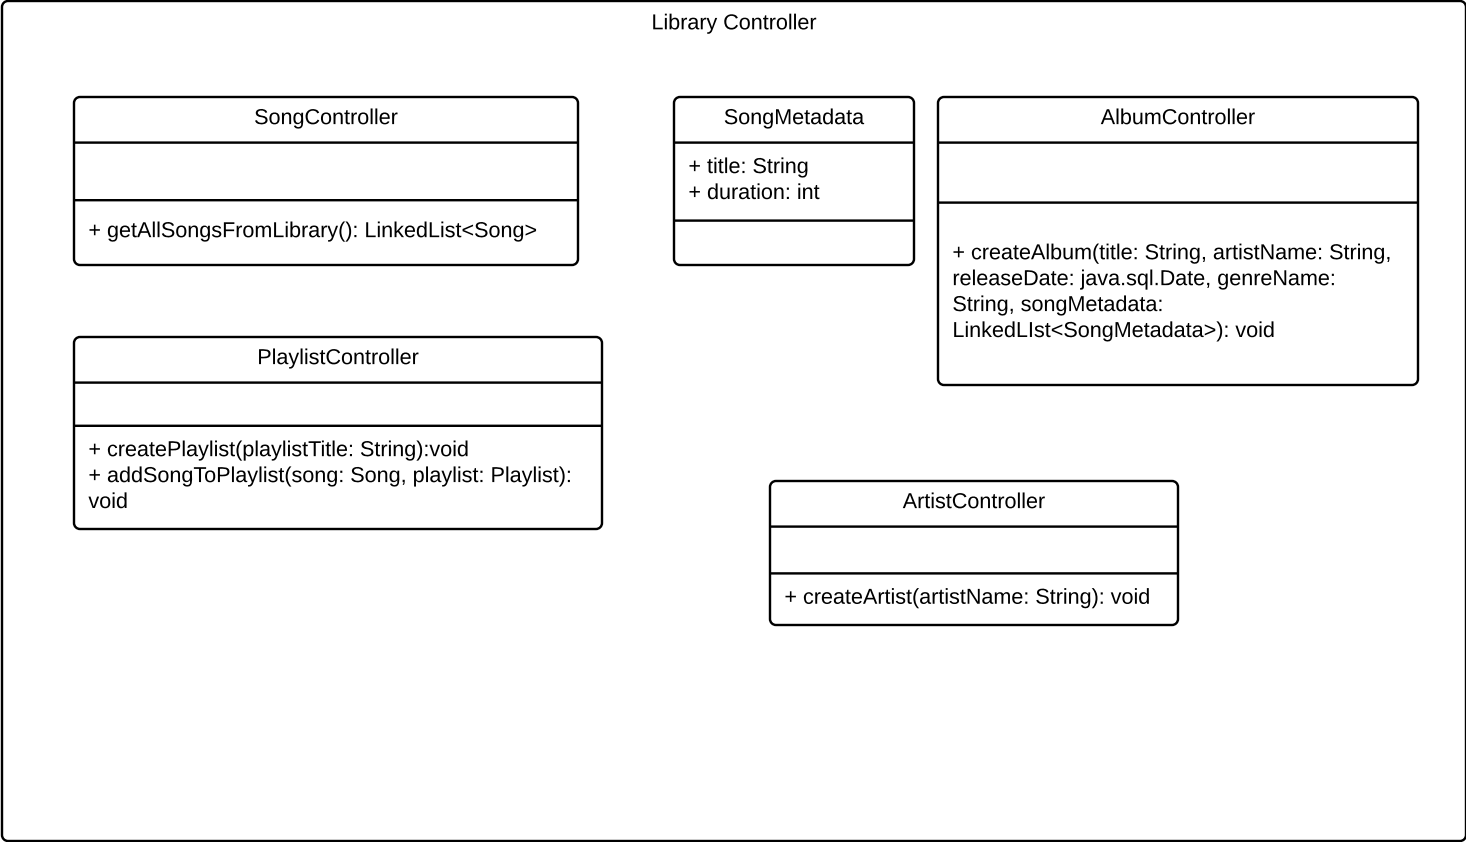 Library Controller
SongController
+ getAllSongsFromLibrary(): LinkedList<Song>
SongMetadata
+ title: String
+ duration: int
AlbumController
+ createAlbum(title: String, artistName: String,
releaseDate: java.sql.Date, genreName:
String, songMetadata:
LinkedLIst<SongMetadata>): void
PlaylistController
+ createPlaylist(playlistTitle: String):void
+ addSongToPlaylist(song: Song, playlist: Playlist):
void
ArtistController
+ createArtist(artistName: String): void